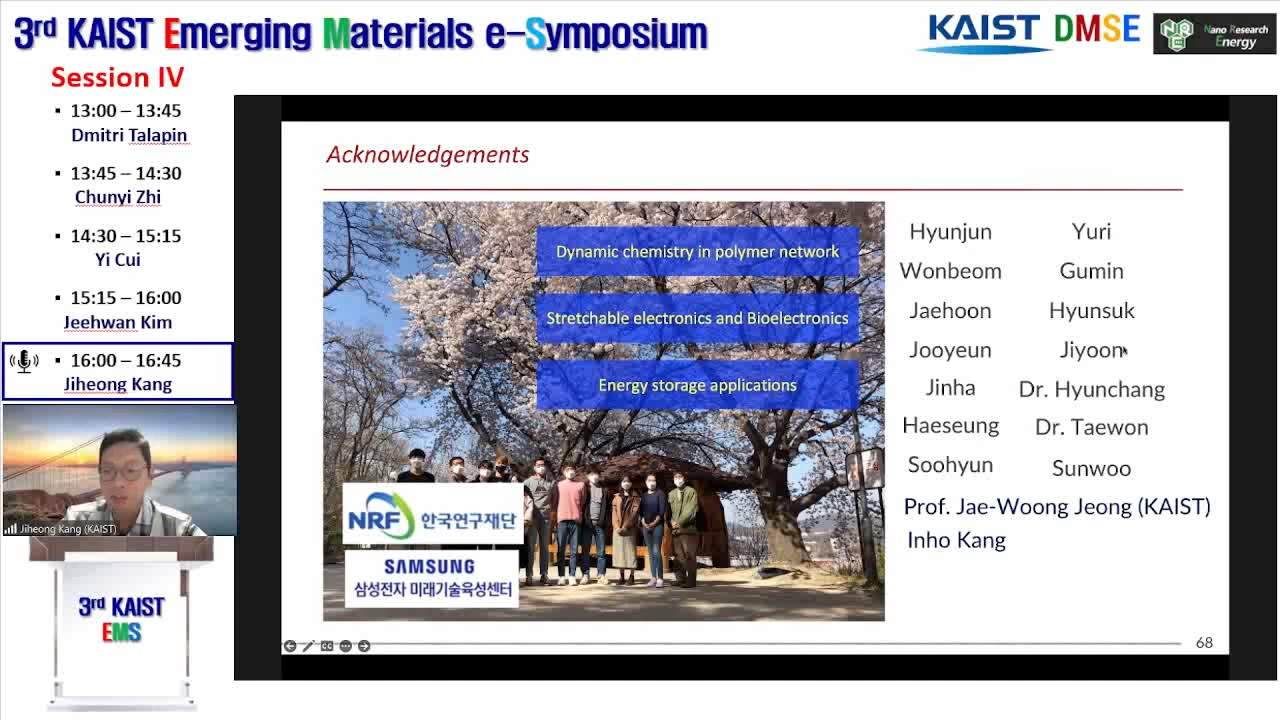 3rd KAIST Emerging Materials e-Symposium
KAIST DMSE
NRE
Nano Research
Energy
Session IV
▪ 13:00 – 13:45
Dmitri Talapin
▪ 13:45 – 14:30
Chunyi Zhi
▪ 14:30 – 15:15
Yi Cui
▪ 15:15 – 16:00
Jeehwan Kim
▪ 16:00 – 16:45
Jiheong Kang
Jiheong Kang (KAIST)
3rd KAIST
EMS
Acknowledgements
Dynamic chemistry in polymer network
Stretchable electronics and Bioelectronics
Energy storage applications
NRF 한국연구재단
SAMSUNG
삼성전자 미래기술육성센터
Hyunjun Yuri
Wonbeom Gumin
Jaehoon Hyunsuk
Jooyeun Jiyoon
Jinha Dr. Hyunchang
Haeseung Dr. Taewon
Soohyun Sunwoo
Prof. Jae-Woong Jeong (KAIST)
Inho Kang
68